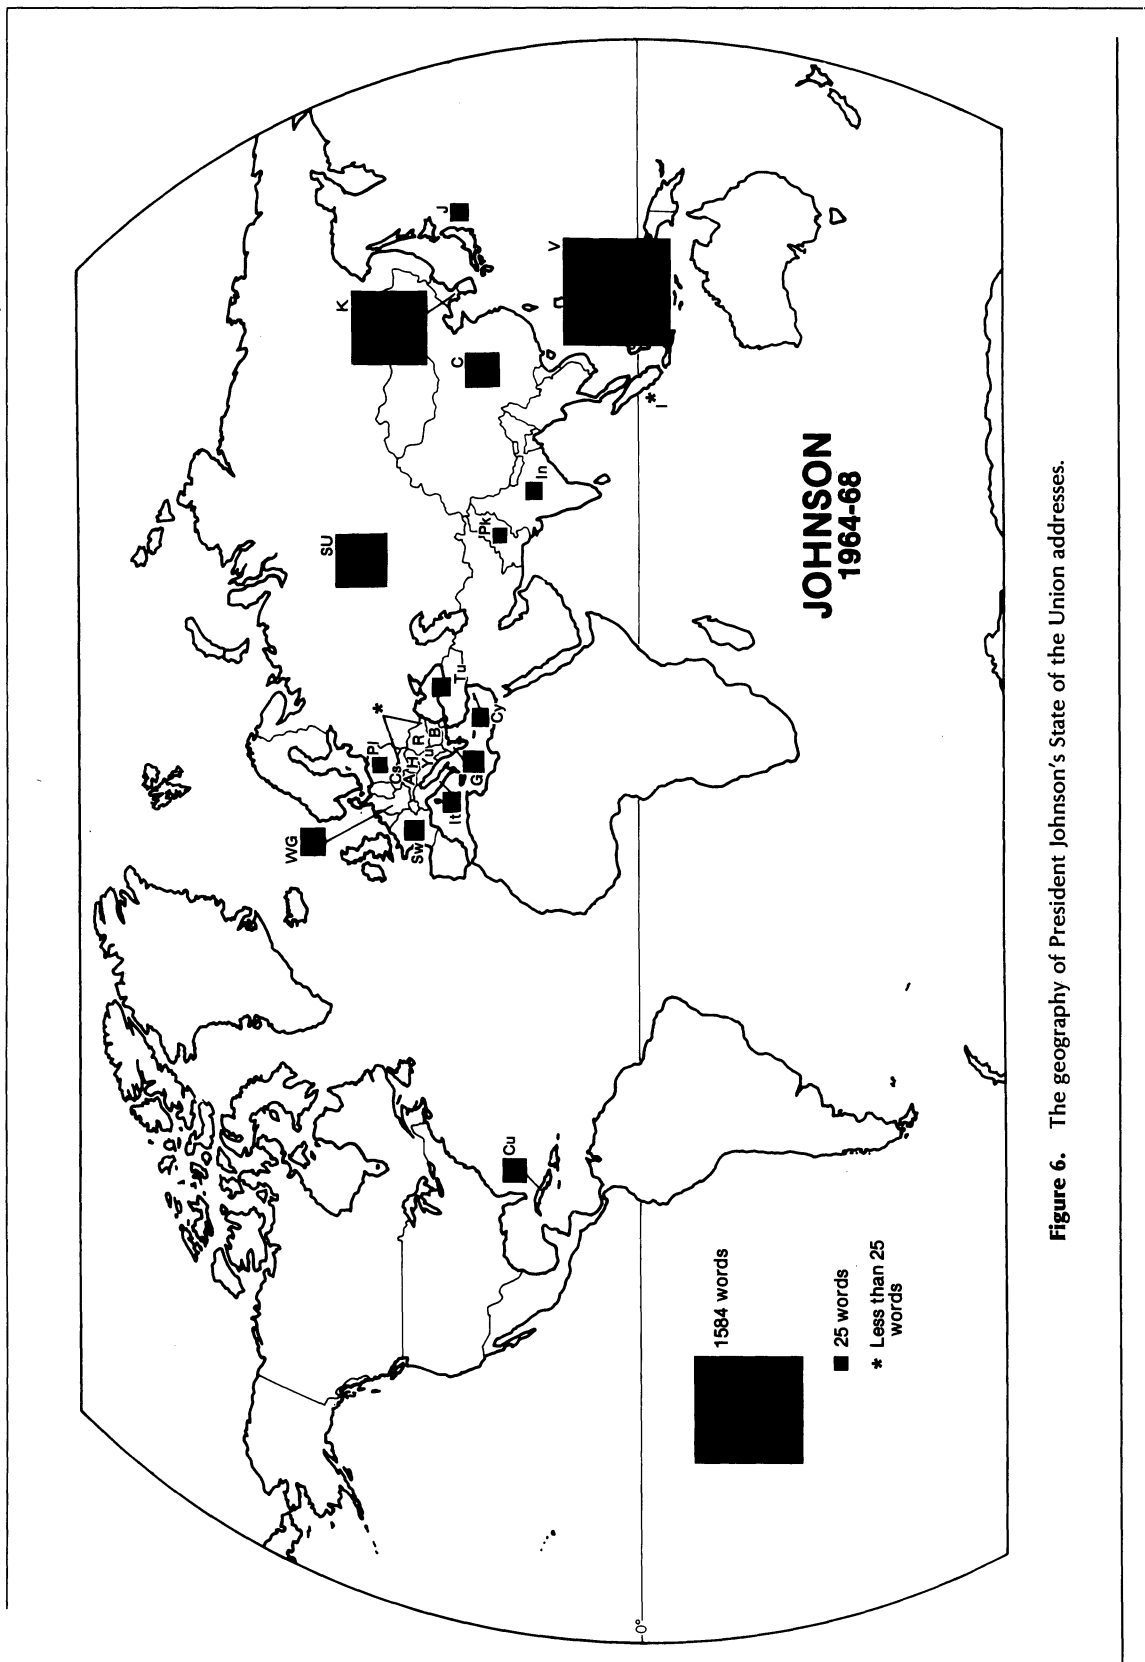 WG
Pl
SU
K
J
V
C
*
Cs
A
H
R
Yu
B
Sw
It
G
Tu
Cy
Pk
In
*
I
Cu
0°
JOHNSON
1964-68
1584 words
25 words
* Less than 25
words
Figure 6. The geography of President Johnson's State of the Union addresses.